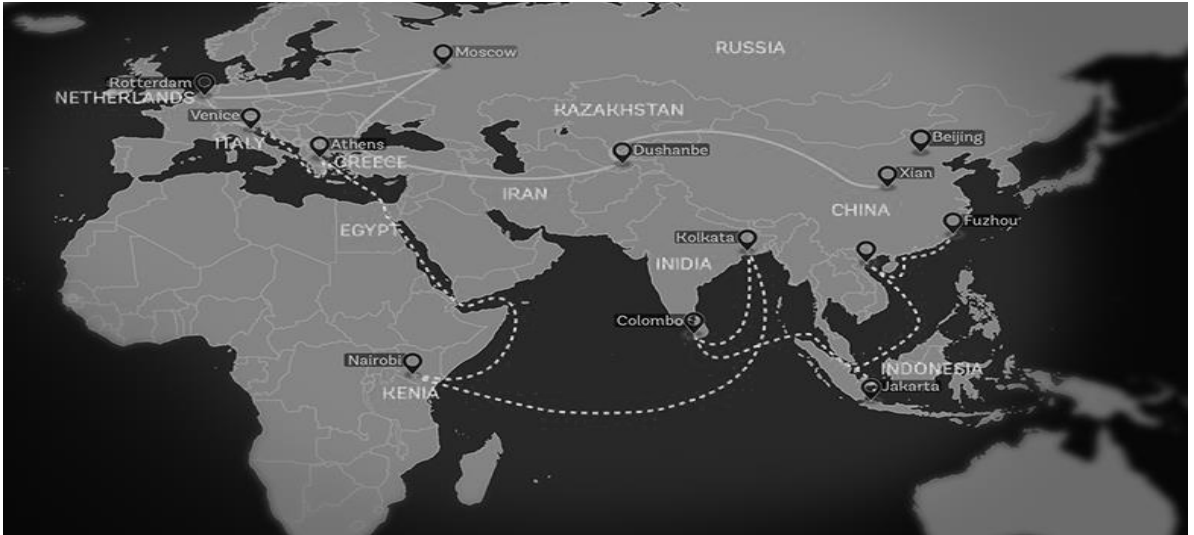 Moscow
RUSSIA
Rotterdam
NETHERLANDS
KAZAKHSTAN
Venice
ITALY
Athens
GREECE
Dushanbe
Beijing
Xian
IRAN
CHINA
EGYPT
Fuzhou
Kolkata
INIDIA
Colombo
Nairobi
KENIA
INDONESIA
Jakarta